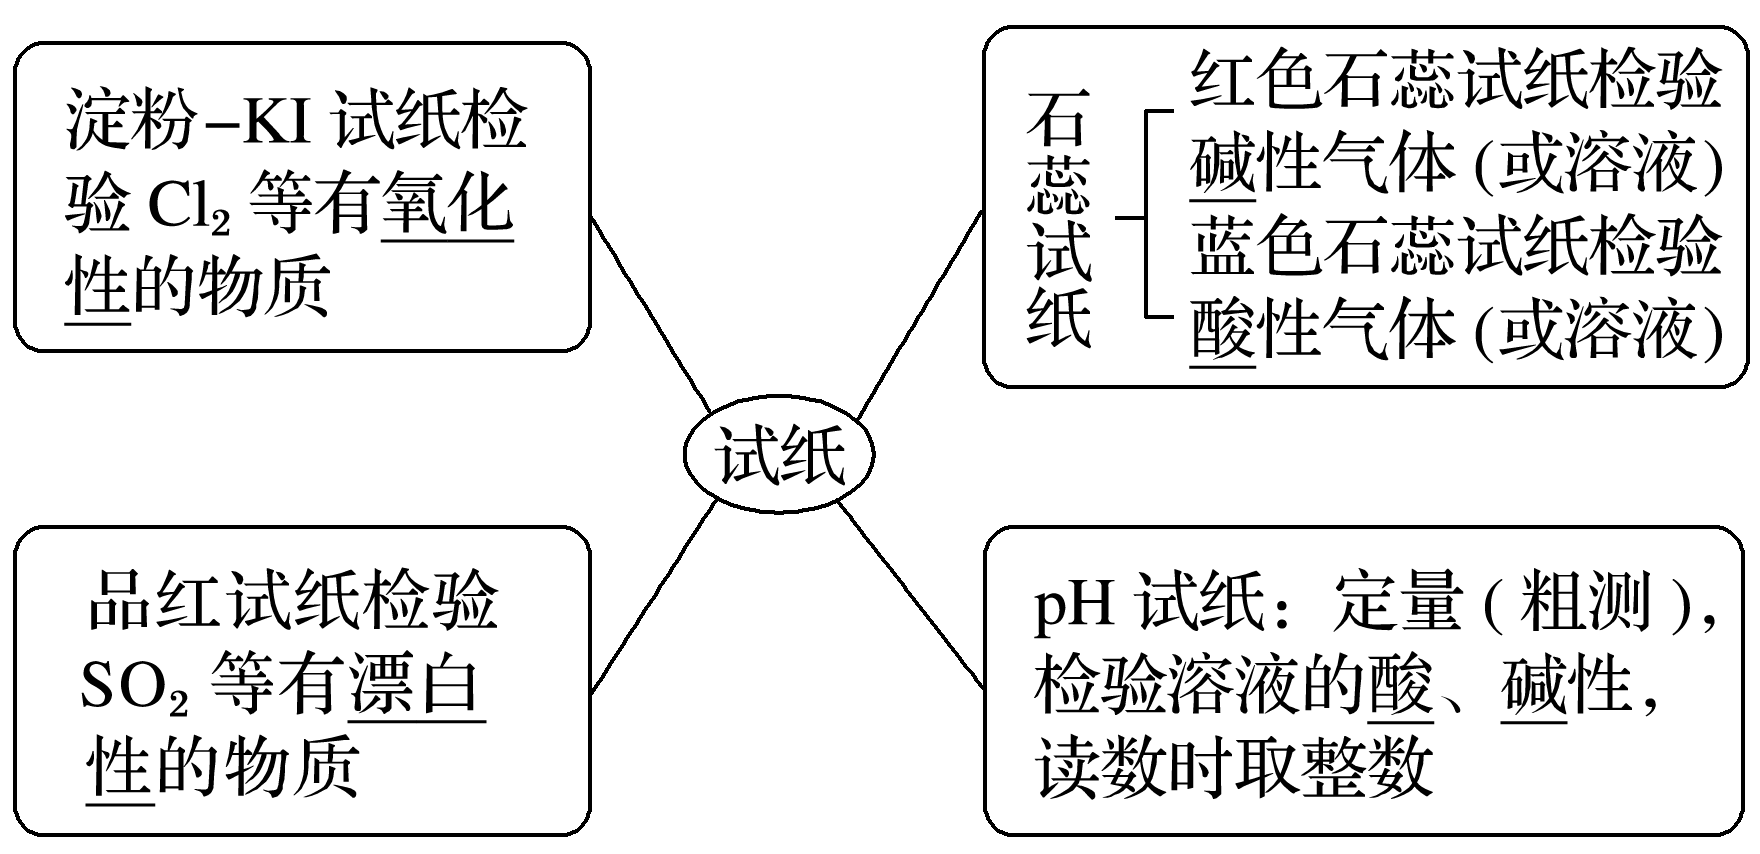 淀粉-KI 试纸检
验 Cl₂ 等有氧化
性的物质
石蕊试纸
红色石蕊试纸检验
碱性气体(或溶液)
蓝色石蕊试纸检验
酸性气体(或溶液)
试纸
品红试纸检验
SO₂ 等有漂白
性的物质
pH 试纸：定量(粗测),
检验溶液的酸、碱性,
读数时取整数